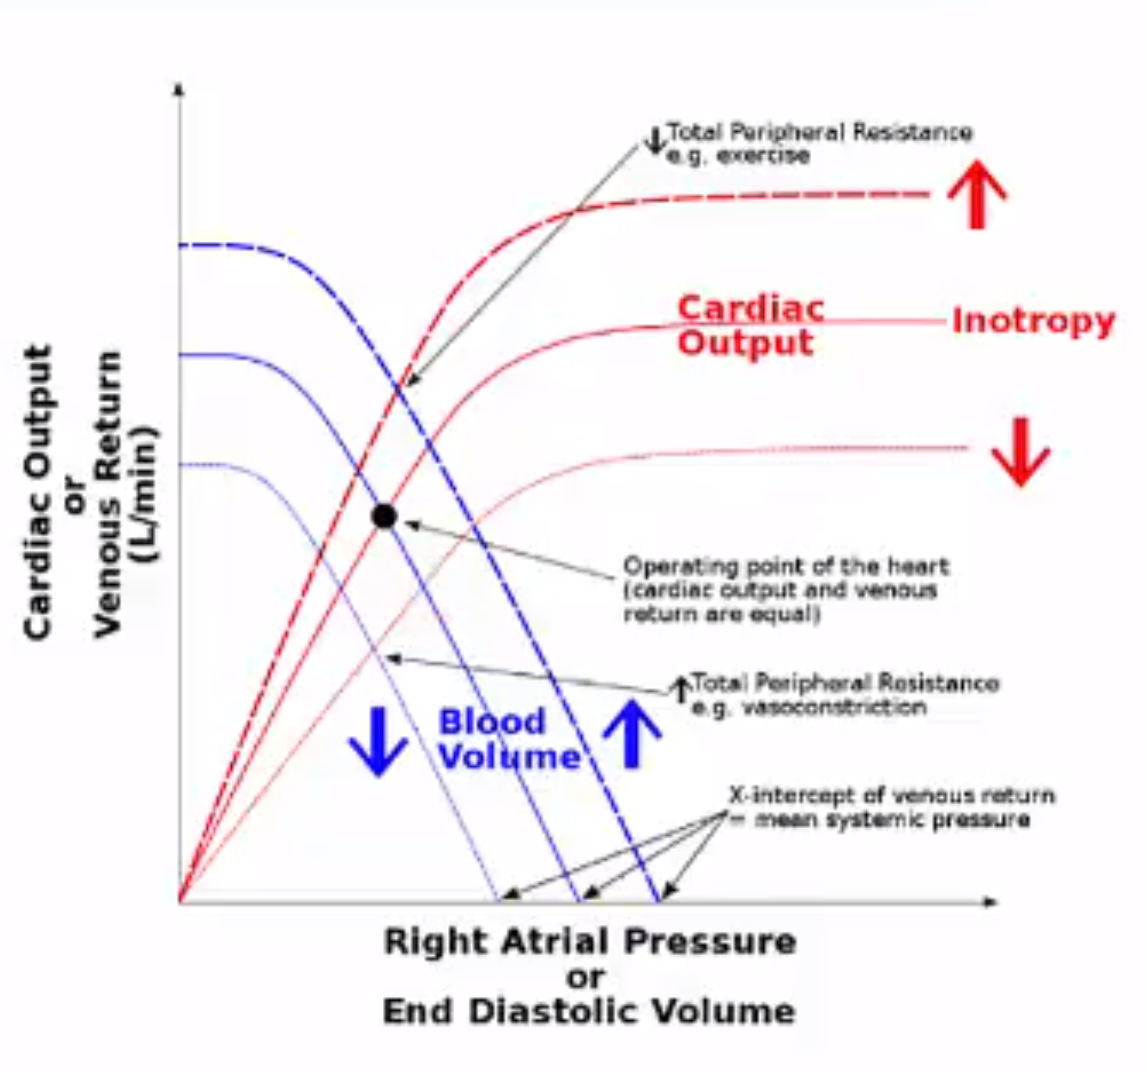 ↓Total Peripheral Resistance
e.g. exercise
Cardiac
Output
Inotropy
Cardiac Output
or
Venous Return
(L/min)
Operating point of the heart
(cardiac output and venous
return are equal)
↑Total Peripheral Resistance
e.g. vasoconstriction
Blood
Volume
X-intercept of venous return
= mean systemic pressure
Right Atrial Pressure
or
End Diastolic Volume